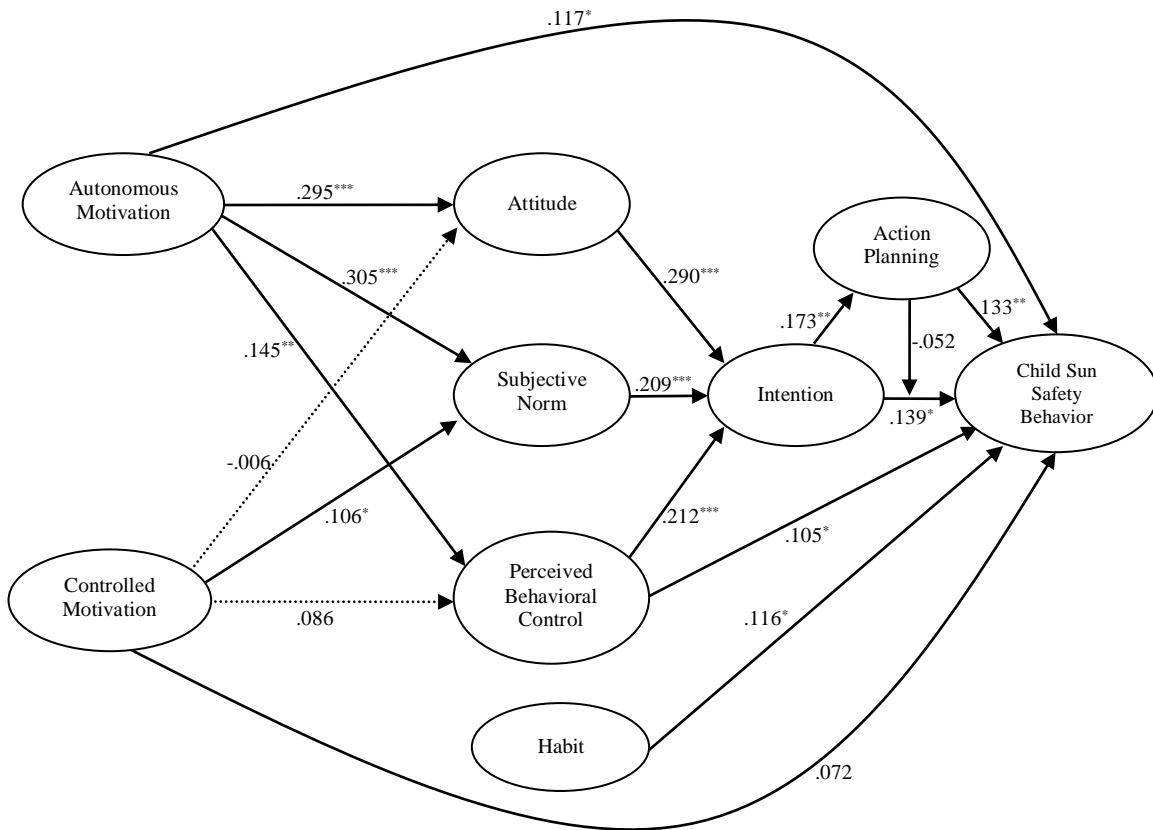 .117*
Autonomous
Motivation
.295***
Attitude
Action
Planning
.305***
.290***
.173**
133**
-.052
.145**
Subjective
Norm
.209***
Intention
.139*
Child Sun
Safety
Behavior
-.006
.106*
.212***
.105*
Controlled
Motivation
.086
Perceived
Behavioral
Control
.116*
Habit
.072